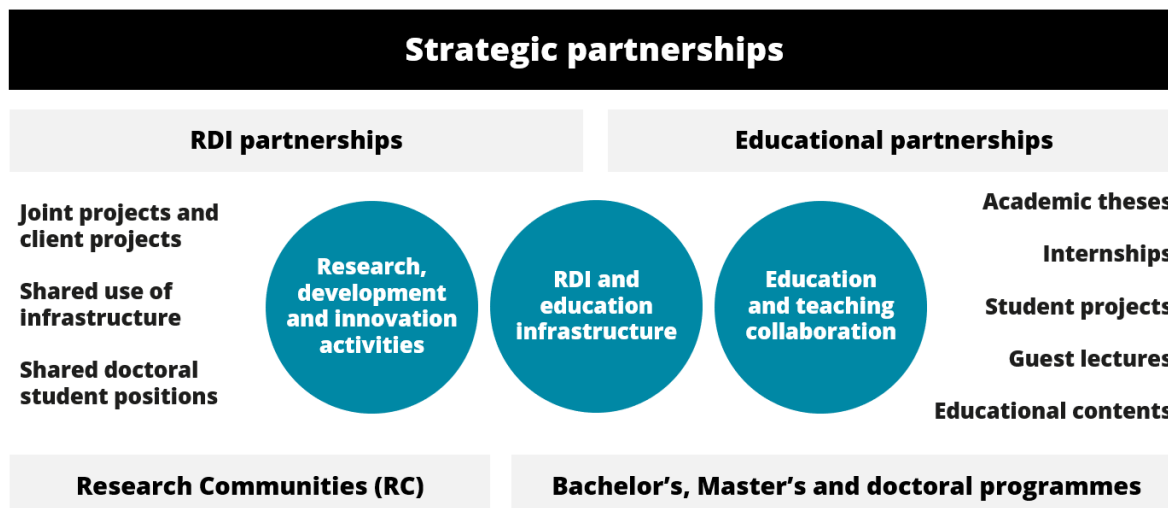 Strategic partnerships
RDI partnerships
Educational partnerships
Joint projects and
client projects
Shared use of
infrastructure
Shared doctoral
student positions
Research,
development
and innovation
activities
RDI and
education
infrastructure
Education
and teaching
collaboration
Academic theses
Internships
Student projects
Guest lectures
Educational contents
Research Communities (RC)
Bachelor’s, Master’s and doctoral programmes